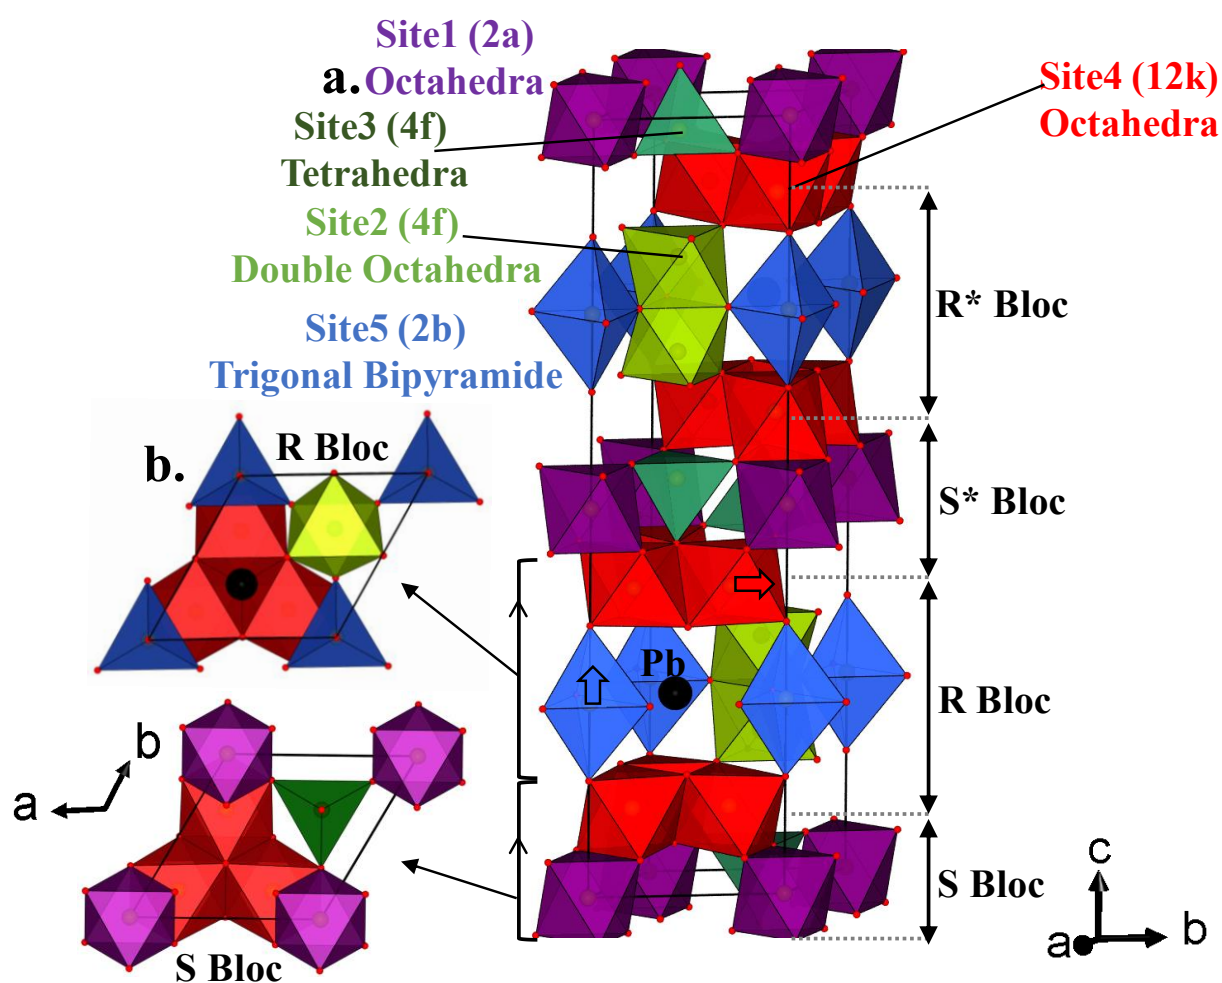 Site1 (2a)
a. Octahedra
Site3 (4f)
Tetrahedra
Site2 (4f)
Double Octahedra
Site5 (2b)
Trigonal Bipyramide
Site4 (12k)
Octahedra
R* Bloc
S* Bloc
R Bloc
S Bloc
Pb
b.
R Bloc
b
a
S Bloc
c
a
b